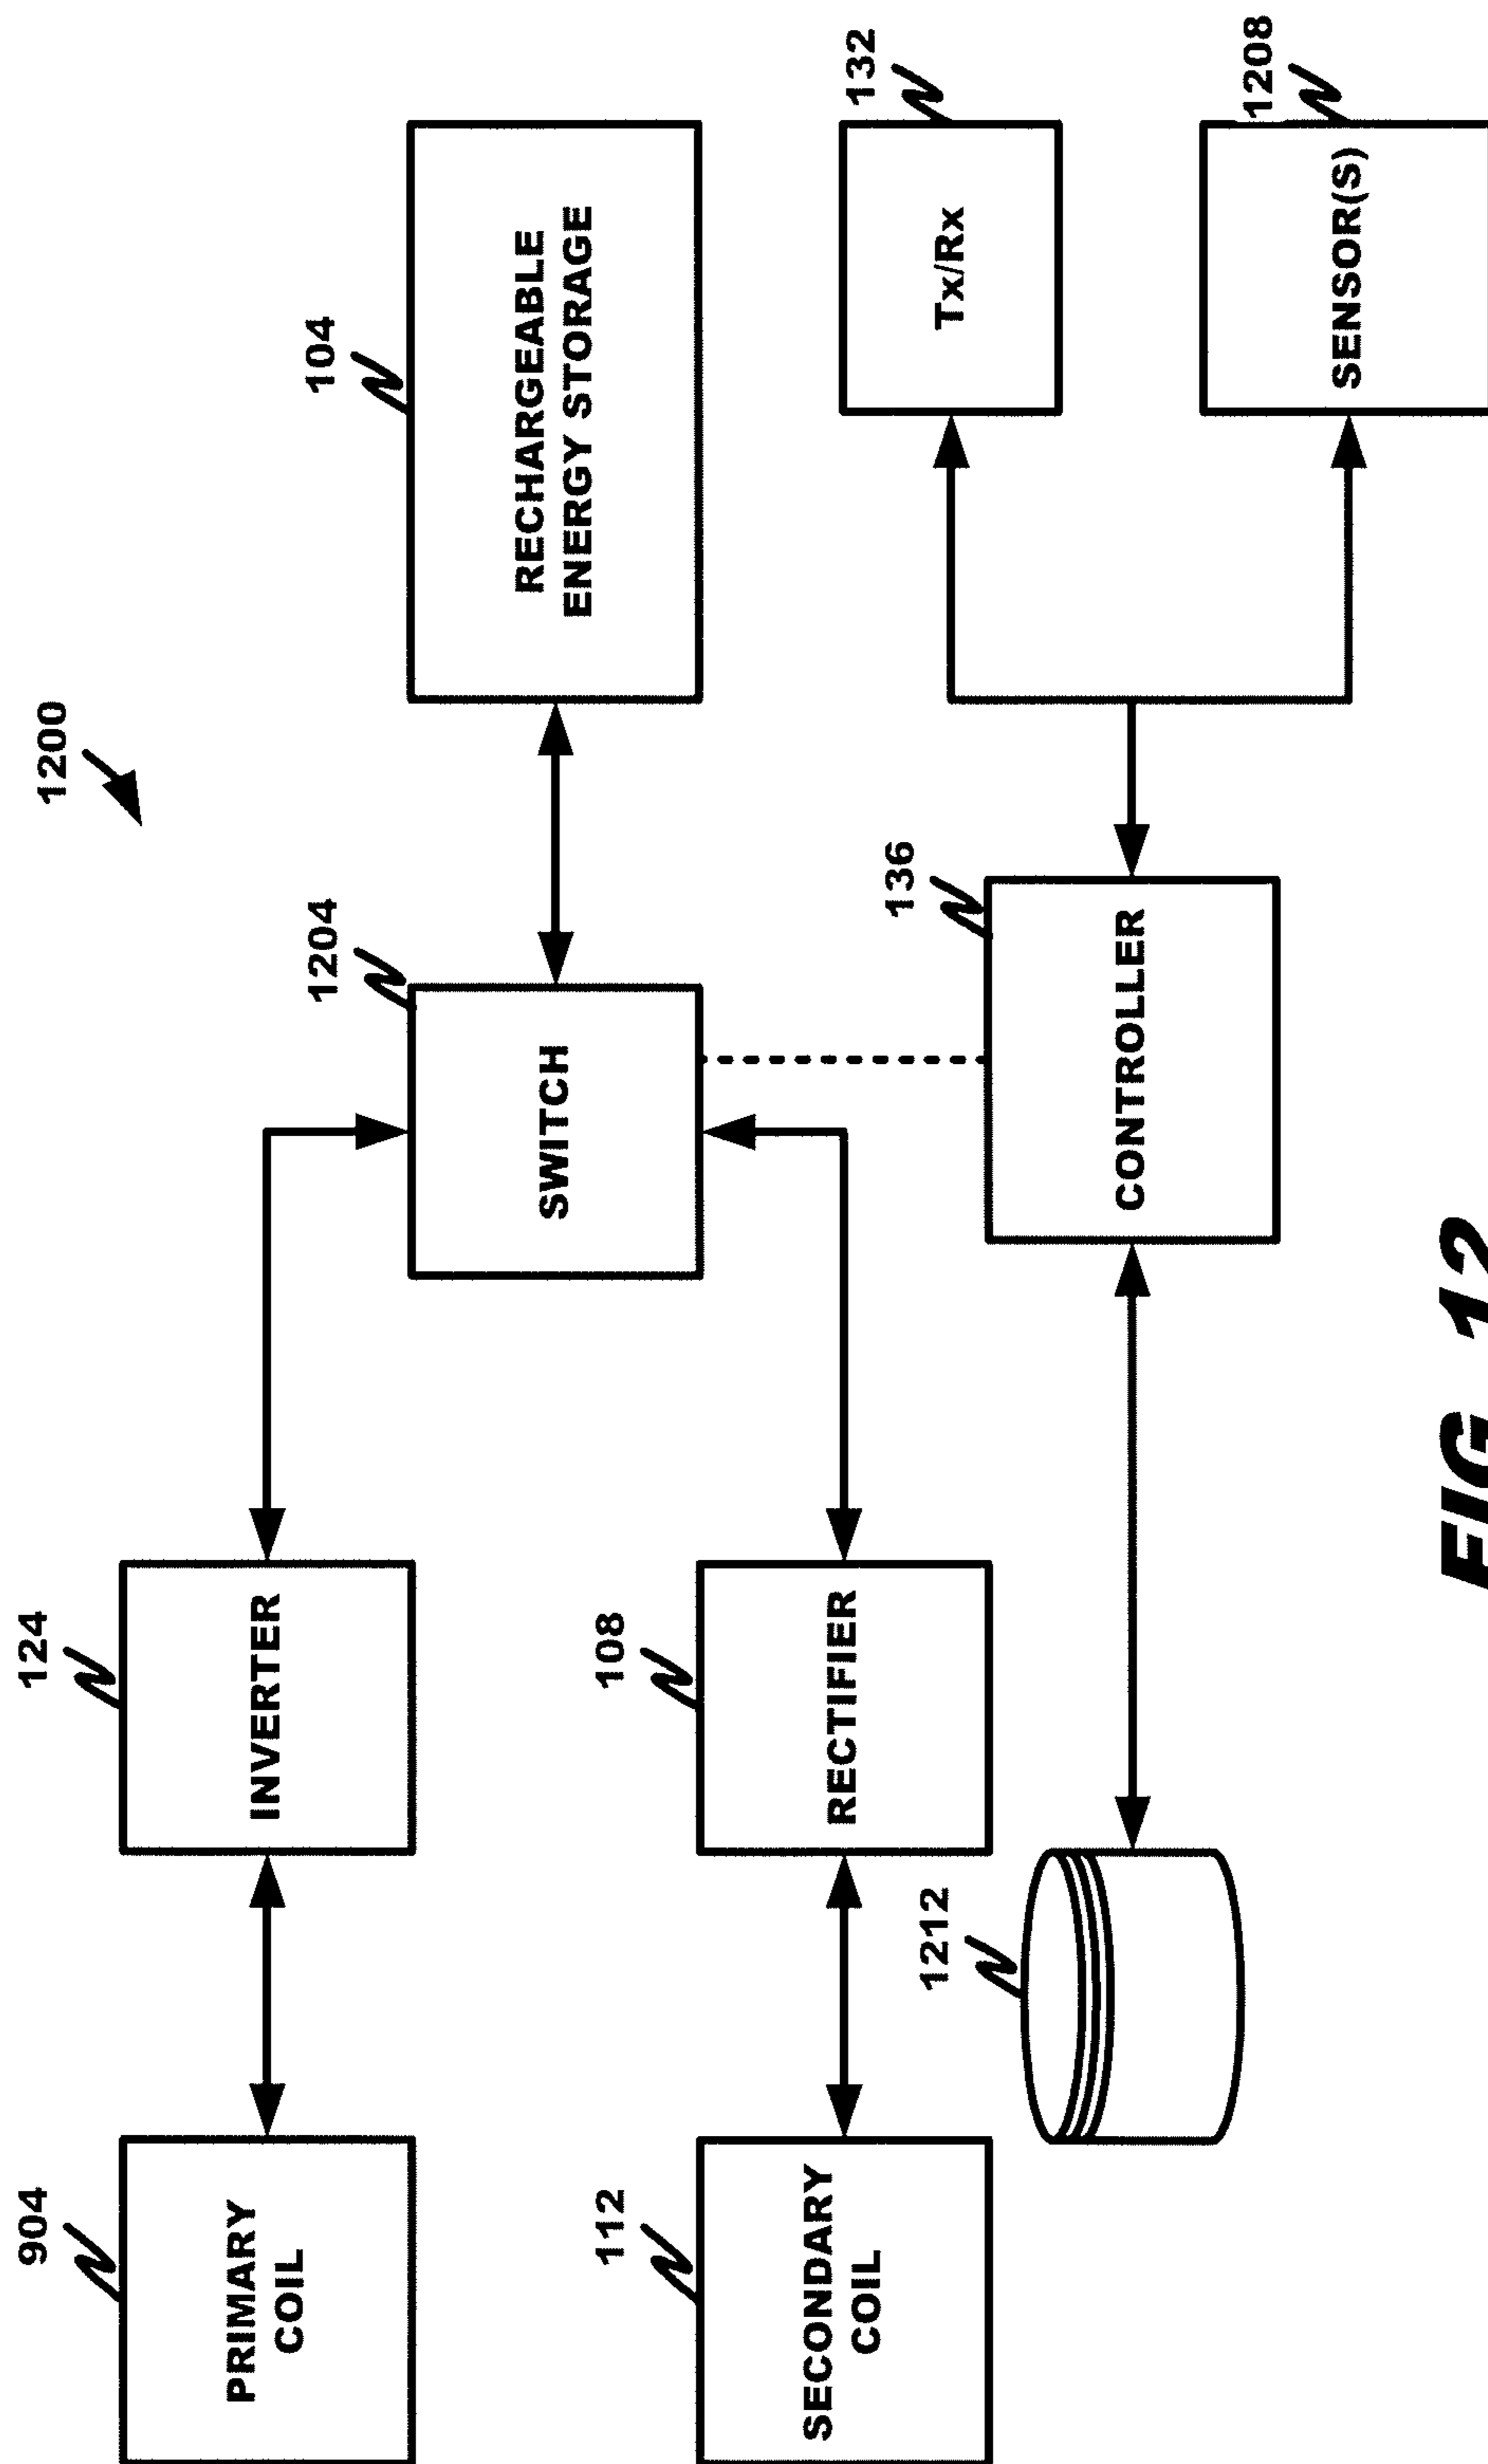 1200
904
PRIMARY
COIL
124
INVERTER
1204
SWITCH
104
RECHARGEABLE
ENERGY STORAGE
112
SECONDARY
COIL
108
RECTIFIER
136
CONTROLLER
132
Tx/Rx
1212
1208
SENSOR(S)
FIG. 12